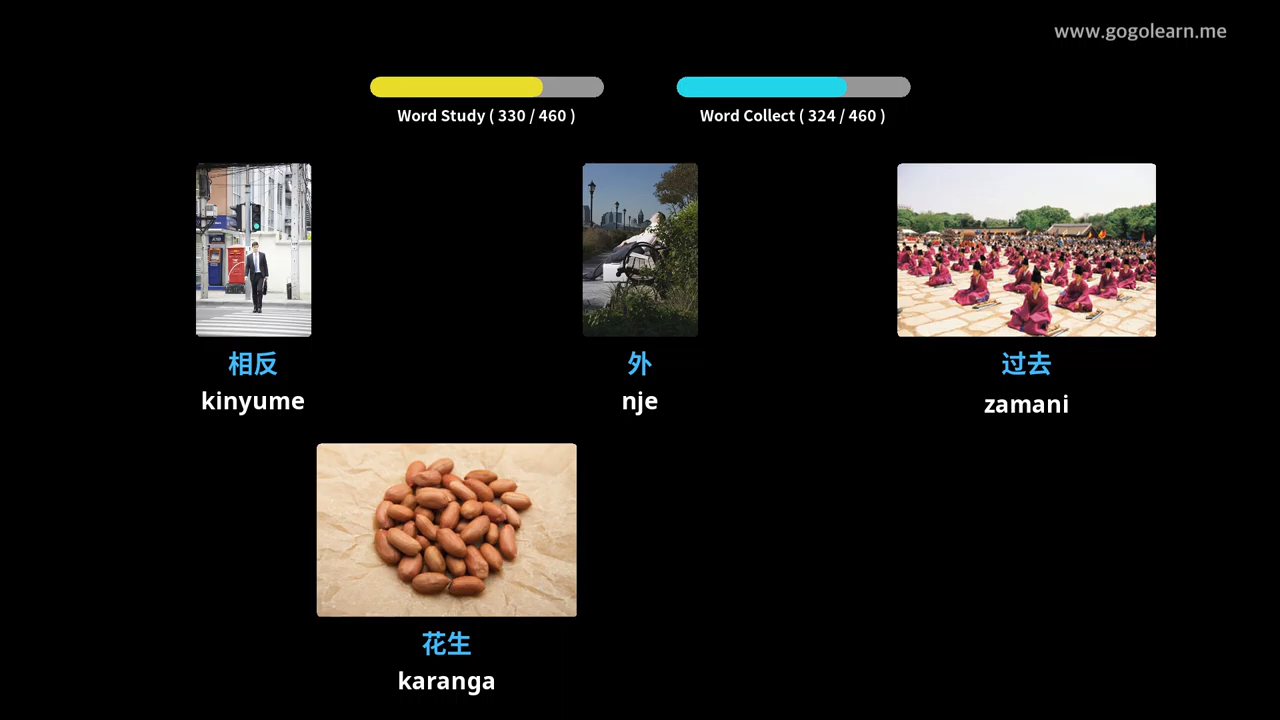 www.gogolearn.me
Word Study ( 330 / 460 )
Word Collect ( 324 / 460 )
相反
kinyume
外
nje
过去
zamani
花生
karanga